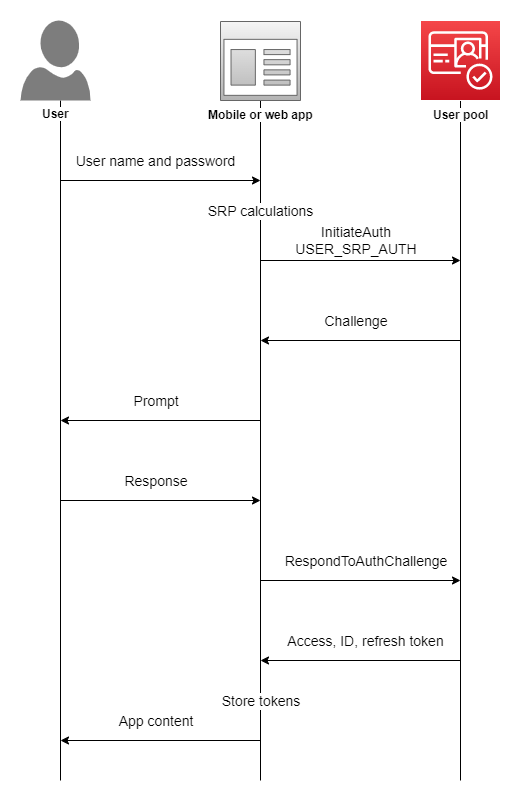 User
Mobile or web app
User pool
User name and password
SRP calculations
InitiateAuth
USER_SRP_AUTH
Challenge
Prompt
Response
RespondToAuthChallenge
Access, ID, refresh token
Store tokens
App content